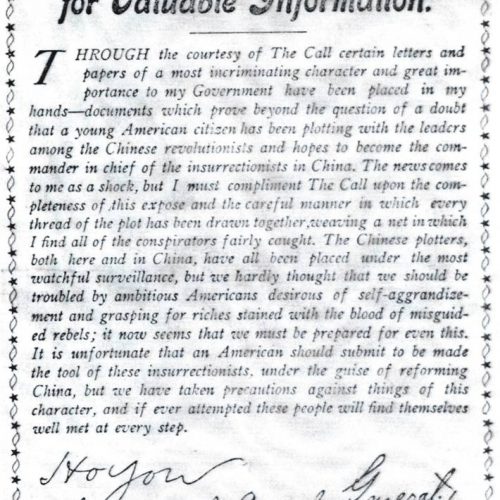 for Valuable Information.
THROUGH the courtesy of The Call certain letters and
papers of a most incriminating character and great im-
portance to my Government have been placed in my
hands—documents which prove beyond the question of a doubt
that a young American citizen has been plotting with the leaders
among the Chinese revolutionists and hopes to become the com-
mander in chief of the insurrectionists in China. The news comes
to me as a shock, but I must compliment The Call upon the com-
pleteness of this expose and the careful manner in which every
thread of the plot has been drawn together, weaving a net in which
I find all of the conspirators fairly caught. The Chinese plotters,
both here and in China, have all been placed under the most
watchful surveillance, but we hardly thought that we should be
troubled by ambitious Americans desirous of self-aggrandize-
ment and grasping for riches stained with the blood of misguid-
ed rebels; it now seems that we must be prepared for even this.
It is unfortunate that an American should submit to be made
the tool of these insurrectionists. under the guise of reforming
China, but we have taken precautions against things of this
character, and if ever attempted these people will find themselves
well met at every step.
Ho Yow